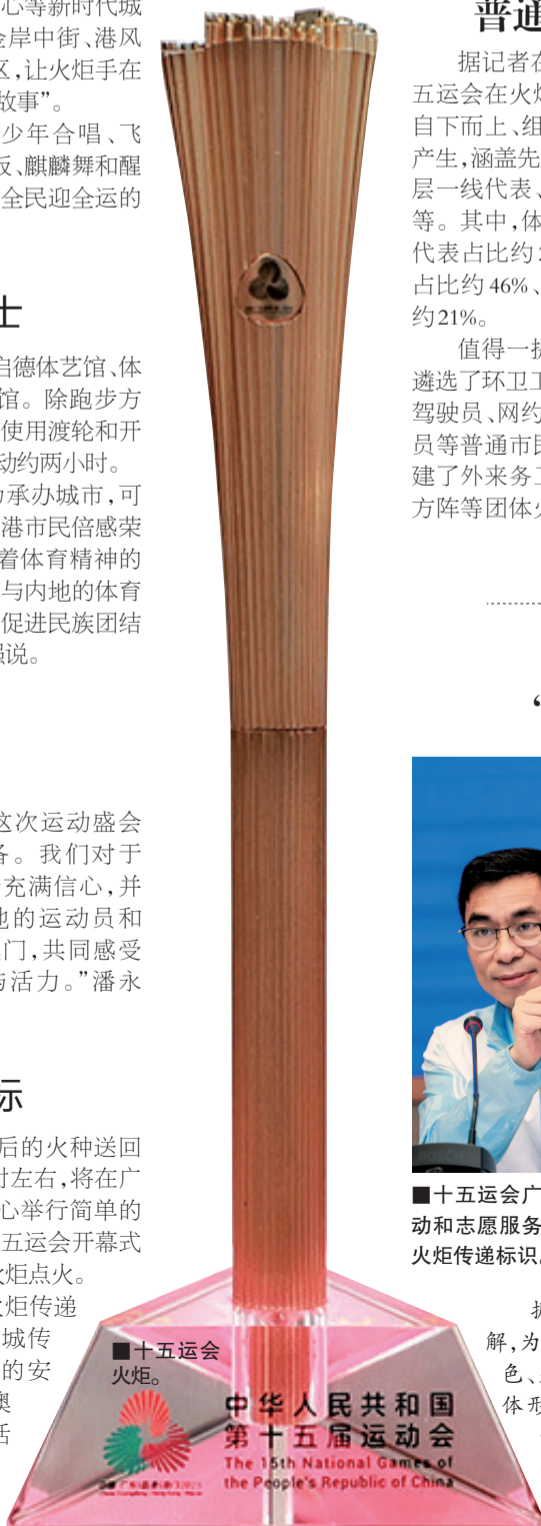 心等新时代城
金岸中街、港风
区，让火炬手在
故事”。
少年合唱、飞
板、麒麟舞和醒
全民迎全运的
士
启德体艺馆、体
馆。除跑步方
使用渡轮和开
动约两小时。
承办城市，可
港市民倍感荣
着体育精神的
与内地的体育
促进民族团结
强说。
这次运动盛会
备。我们对于
充满信心，并
地的运动员和
门，共同感受
与活力。”潘永
示
后的火种送回
时左右，将在广
心举行简单的
五运会开幕式
火炬点火。
火炬传递
城传
的安
澳
活
■十五运会
火炬。
中华人民共和国
第十五届运动会
The 15th National Games of
the People's Republic of China
普通
据记者在
五运会在火炬
自下而上、组
产生，涵盖先
层一线代表、
等。其中，体
代表占比约
占比约46%、
约21%。
值得一提
遴选了环卫工
驾驶员、网约
员等普通市民
建了外来务工
方阵等团体火
“
BOSCH
■十五运会广
动和志愿服务
火炬传递标识。
解，为
色、
体形